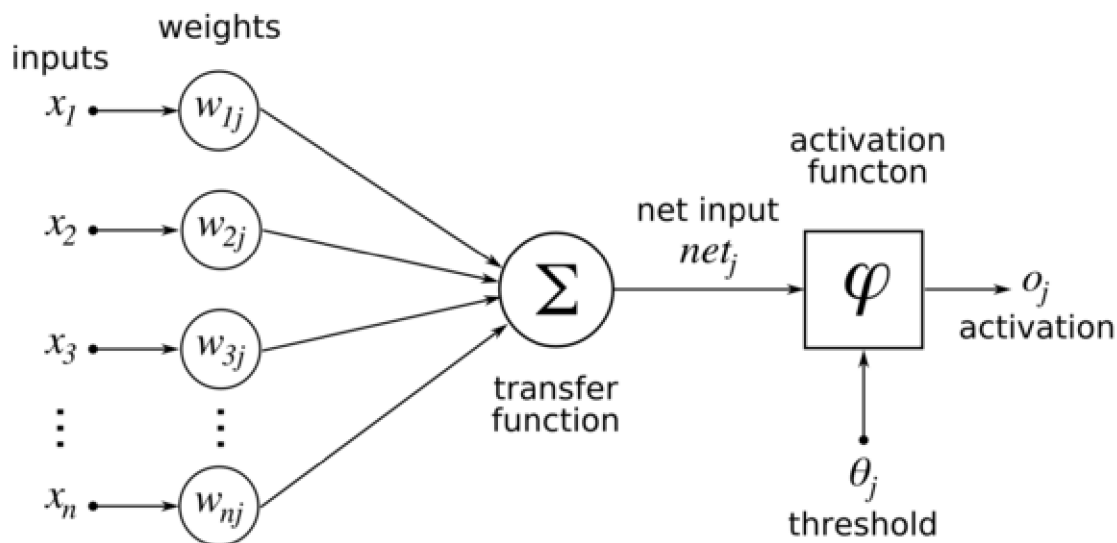 weights
inputs
x1
w1j
x2
w2j
x3
w3j
⋮ ⋮
xn
wnj
Σ
transfer
function
net input
netj
activation
functon
φ
oj
activation
θj
threshold